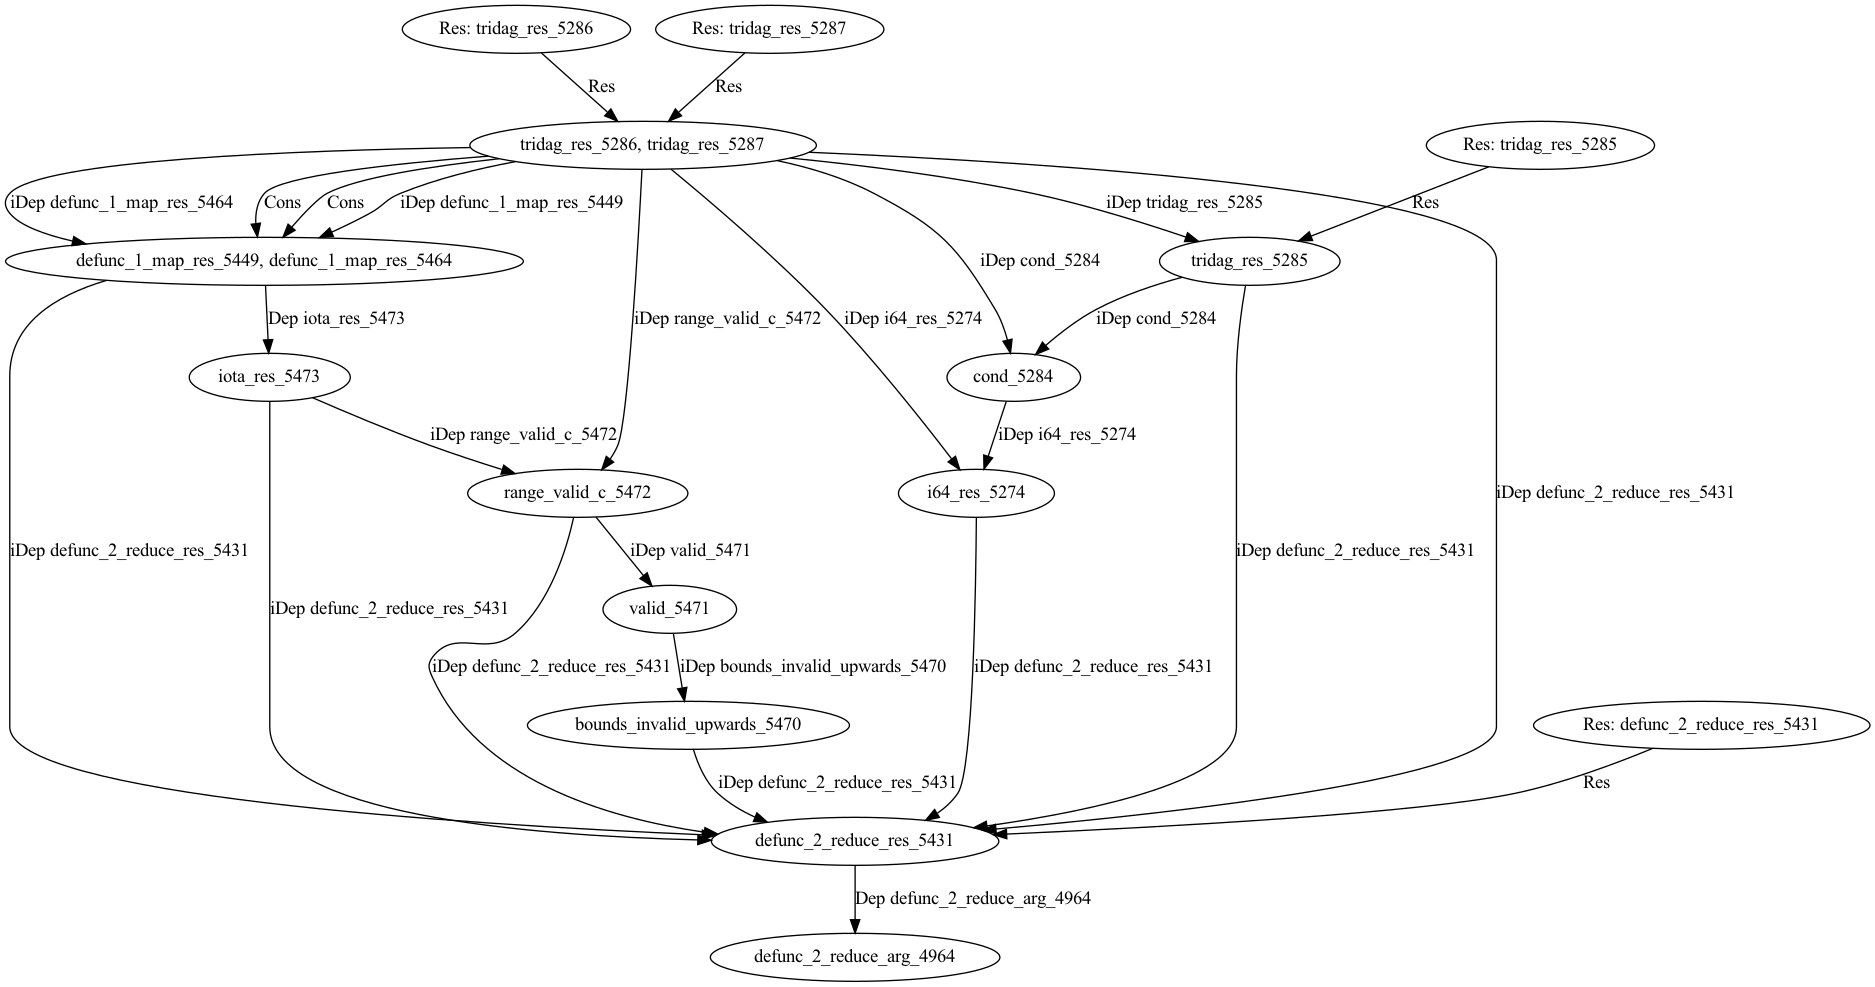 Res: tridag_res_5286
Res: tridag_res_5287
Res
Res
tridag_res_5286, tridag_res_5287
Res: tridag_res_5285
iDep defunc_1_map_res_5464
Cons
Cons
iDep defunc_1_map_res_5449
iDep tridag_res_5285
Res
defunc_1_map_res_5449, defunc_1_map_res_5464
iDep cond_5284
tridag_res_5285
Dep iota_res_5473
iDep range_valid_c_5472
iDep i64_res_5274
iDep cond_5284
iota_res_5473
cond_5284
iDep range_valid_c_5472
iDep i64_res_5274
range_valid_c_5472
i64_res_5274
iDep defunc_2_reduce_res_5431
iDep defunc_2_reduce_res_5431
iDep valid_5471
iDep defunc_2_reduce_res_5431
iDep defunc_2_reduce_res_5431
valid_5471
iDep defunc_2_reduce_res_5431
iDep bounds_invalid_upwards_5470
iDep defunc_2_reduce_res_5431
bounds_invalid_upwards_5470
Res: defunc_2_reduce_res_5431
iDep defunc_2_reduce_res_5431
Res
defunc_2_reduce_res_5431
Dep defunc_2_reduce_arg_4964
defunc_2_reduce_arg_4964